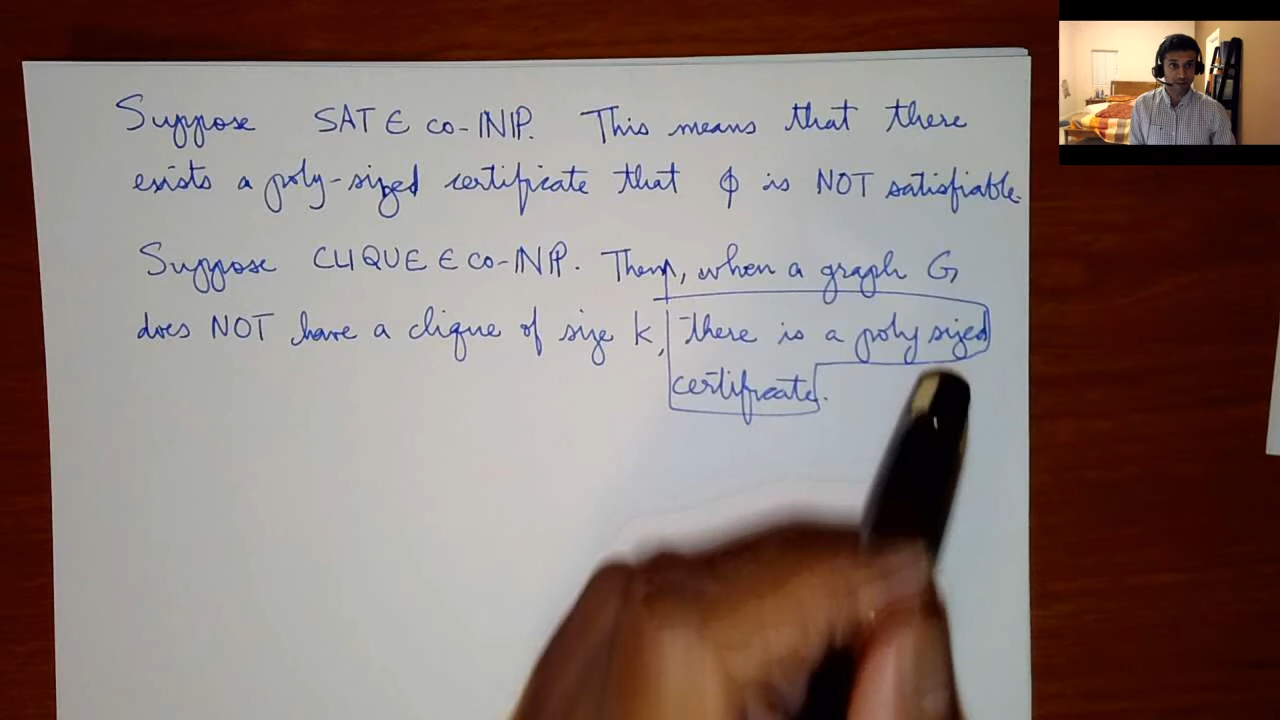 Suppose SAT ∈ co-NP. This means that there
exists a poly-sized certificate that ϕ is NOT satisfiable.
Suppose CLIQUE ∈ co-NP. Then, when a graph G
does NOT have a clique of size k, there is a poly sized
certificate.